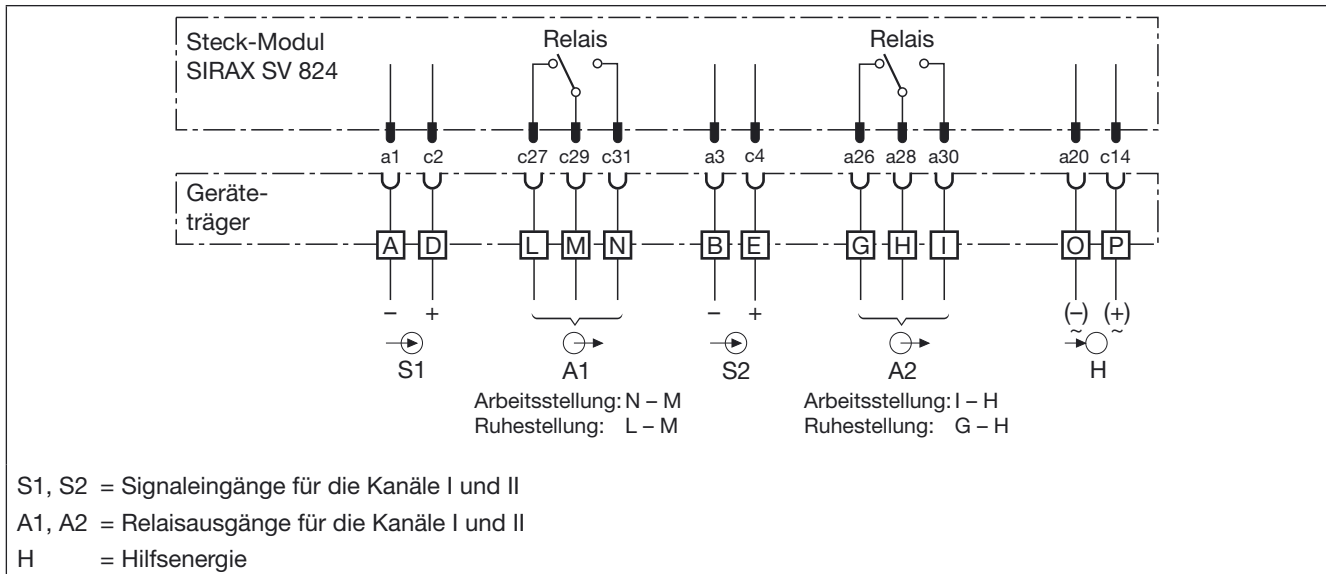 Steck-Modul
SIRAX SV 824
Relais Relais
a1 c2 c27 c29 c31 a3 c4 a26 a28 a30 a20 c14
Geräte-
träger
A D L M N B E G H I O P
– + – + (–) (+)
~ ~
S1 A1 S2 A2 H
Arbeitsstellung: N – M Arbeitsstellung: I – H
Ruhestellung: L – M Ruhestellung: G – H
S1, S2 = Signaleingänge für die Kanäle I und II
A1, A2 = Relaisausgänge für die Kanäle I und II
H = Hilfsenergie